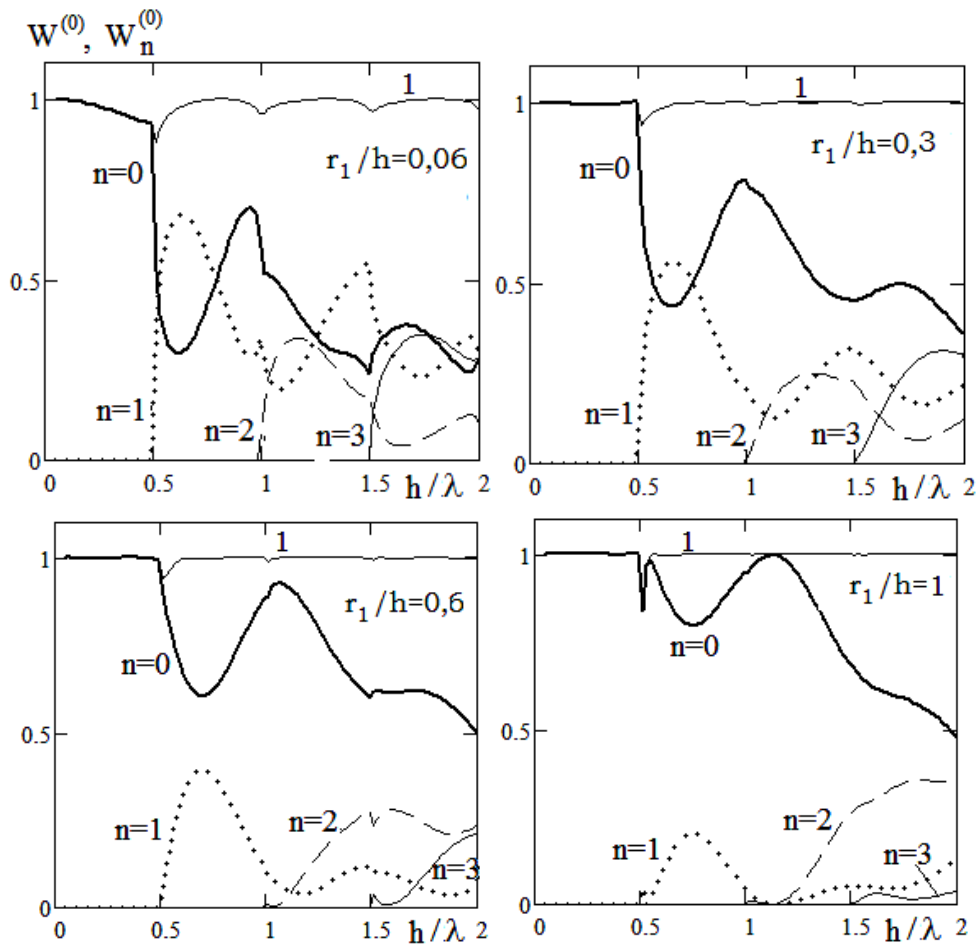 W(0), Wn(0)
1
1
r1/h=0,06
n=0
0.5
n=1
n=2
n=3
0
0 0.5 1 1.5 h/λ 2
1
1
r1/h=0,3
n=0
0.5
n=1
n=2
n=3
0
0 0.5 1 1.5 h/λ 2
1
1
r1/h=0,6
n=0
0.5
n=1
n=2
n=3
0
0 0.5 1 1.5 h/λ 2
1
1
r1/h=1
n=0
0.5
n=1
n=2
n=3
0
0 0.5 1 1.5 h/λ 2